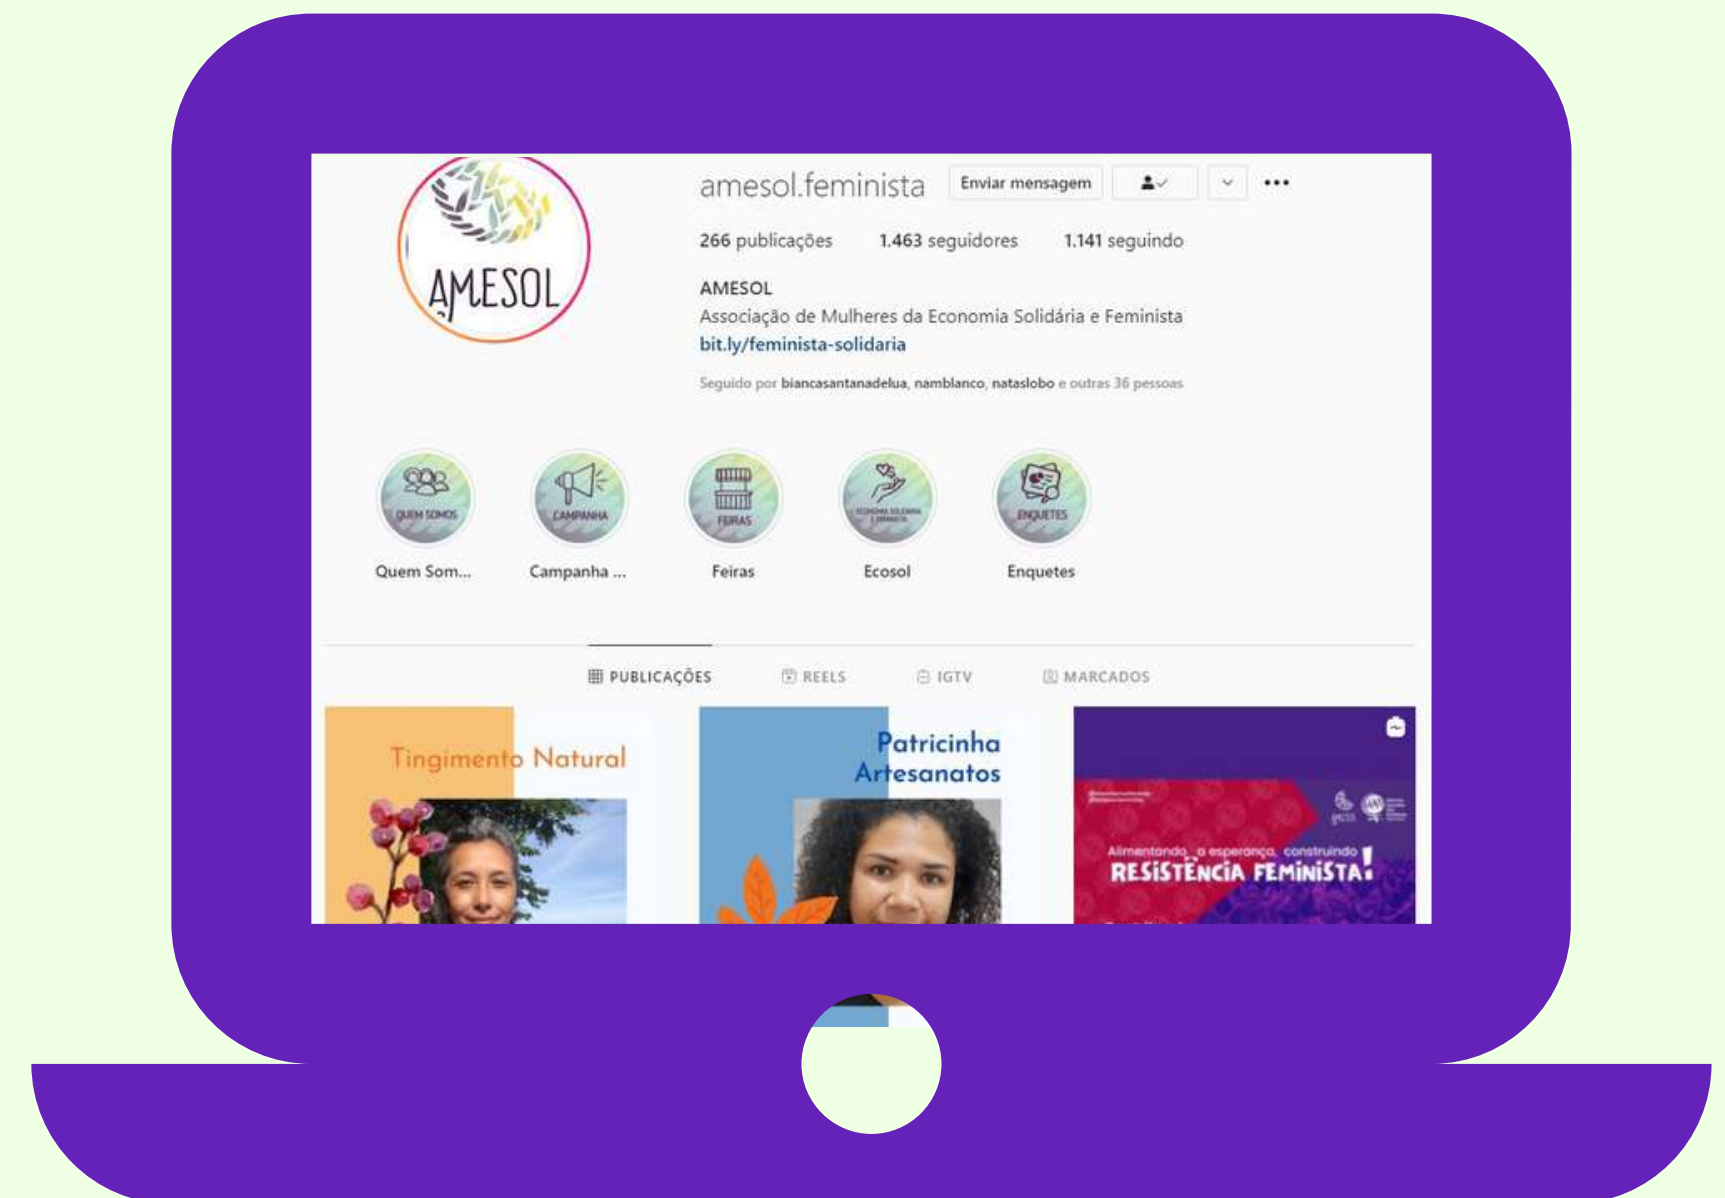 AMESOL
amesol.feminista Enviar mensagem
266 publicações 1.463 seguidores 1.141 seguindo
AMESOL
Associação de Mulheres da Economia Solidária e Feminista
bit.ly/feminista-solidaria
Seguido por biancasantanadelua, namblanco, nataslobo e outras 36 pessoas
QUEM SOMOS CAMPANHA FEIRAS ECONOMIA SOLIDÁRIA ENQUETES
E FEMINISTA
Quem Som... Campanha ... Feiras Ecosol Enquetes
PUBLICAÇÕES REELS IGTV MARCADOS
Tingimento Natural
Patricinha
Artesanatos
Alimentando a esperança, construindo
RESISTÊNCIA FEMINISTA!